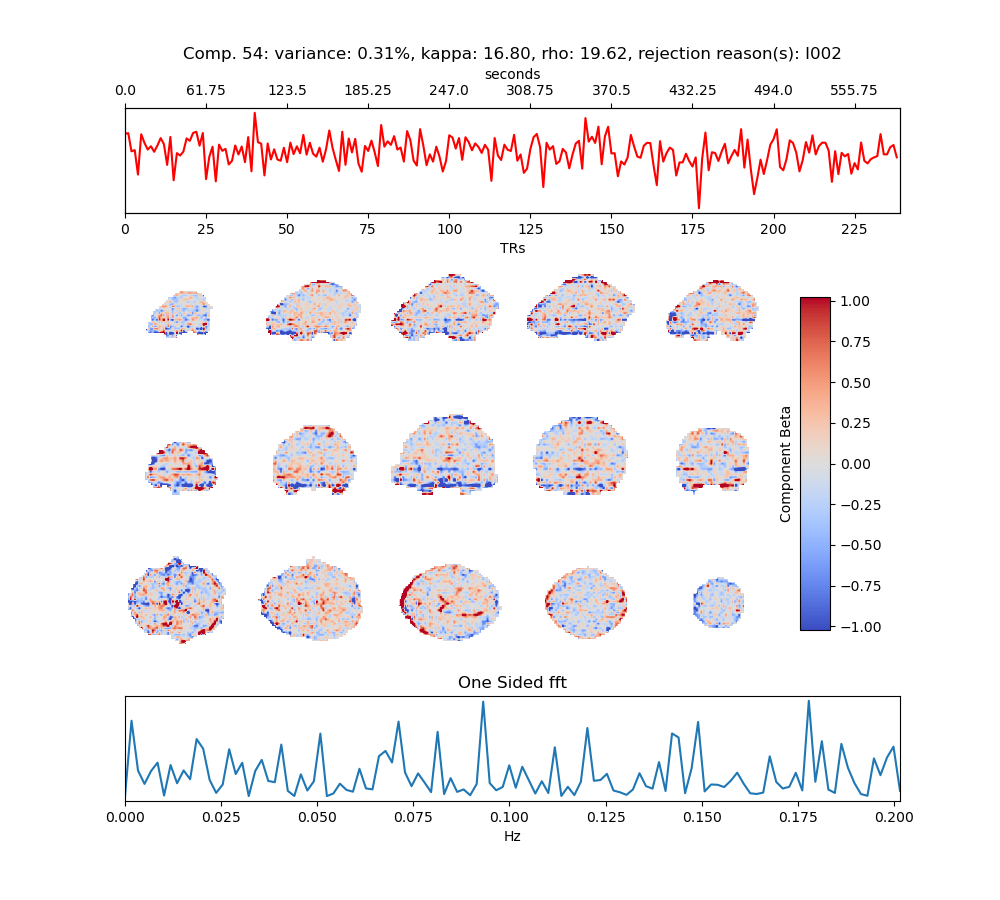 Comp. 54: variance: 0.31%, kappa: 16.80, rho: 19.62, rejection reason(s): I002
seconds
0.0 61.75 123.5 185.25 247.0 308.75 370.5 432.25 494.0 555.75
0 25 50 75 100 125 150 175 200 225
TRs
1.00
0.75
0.50
0.25
0.00
−0.25
−0.50
−0.75
−1.00
Component Beta
One Sided fft
0.000 0.025 0.050 0.075 0.100 0.125 0.150 0.175 0.200
Hz